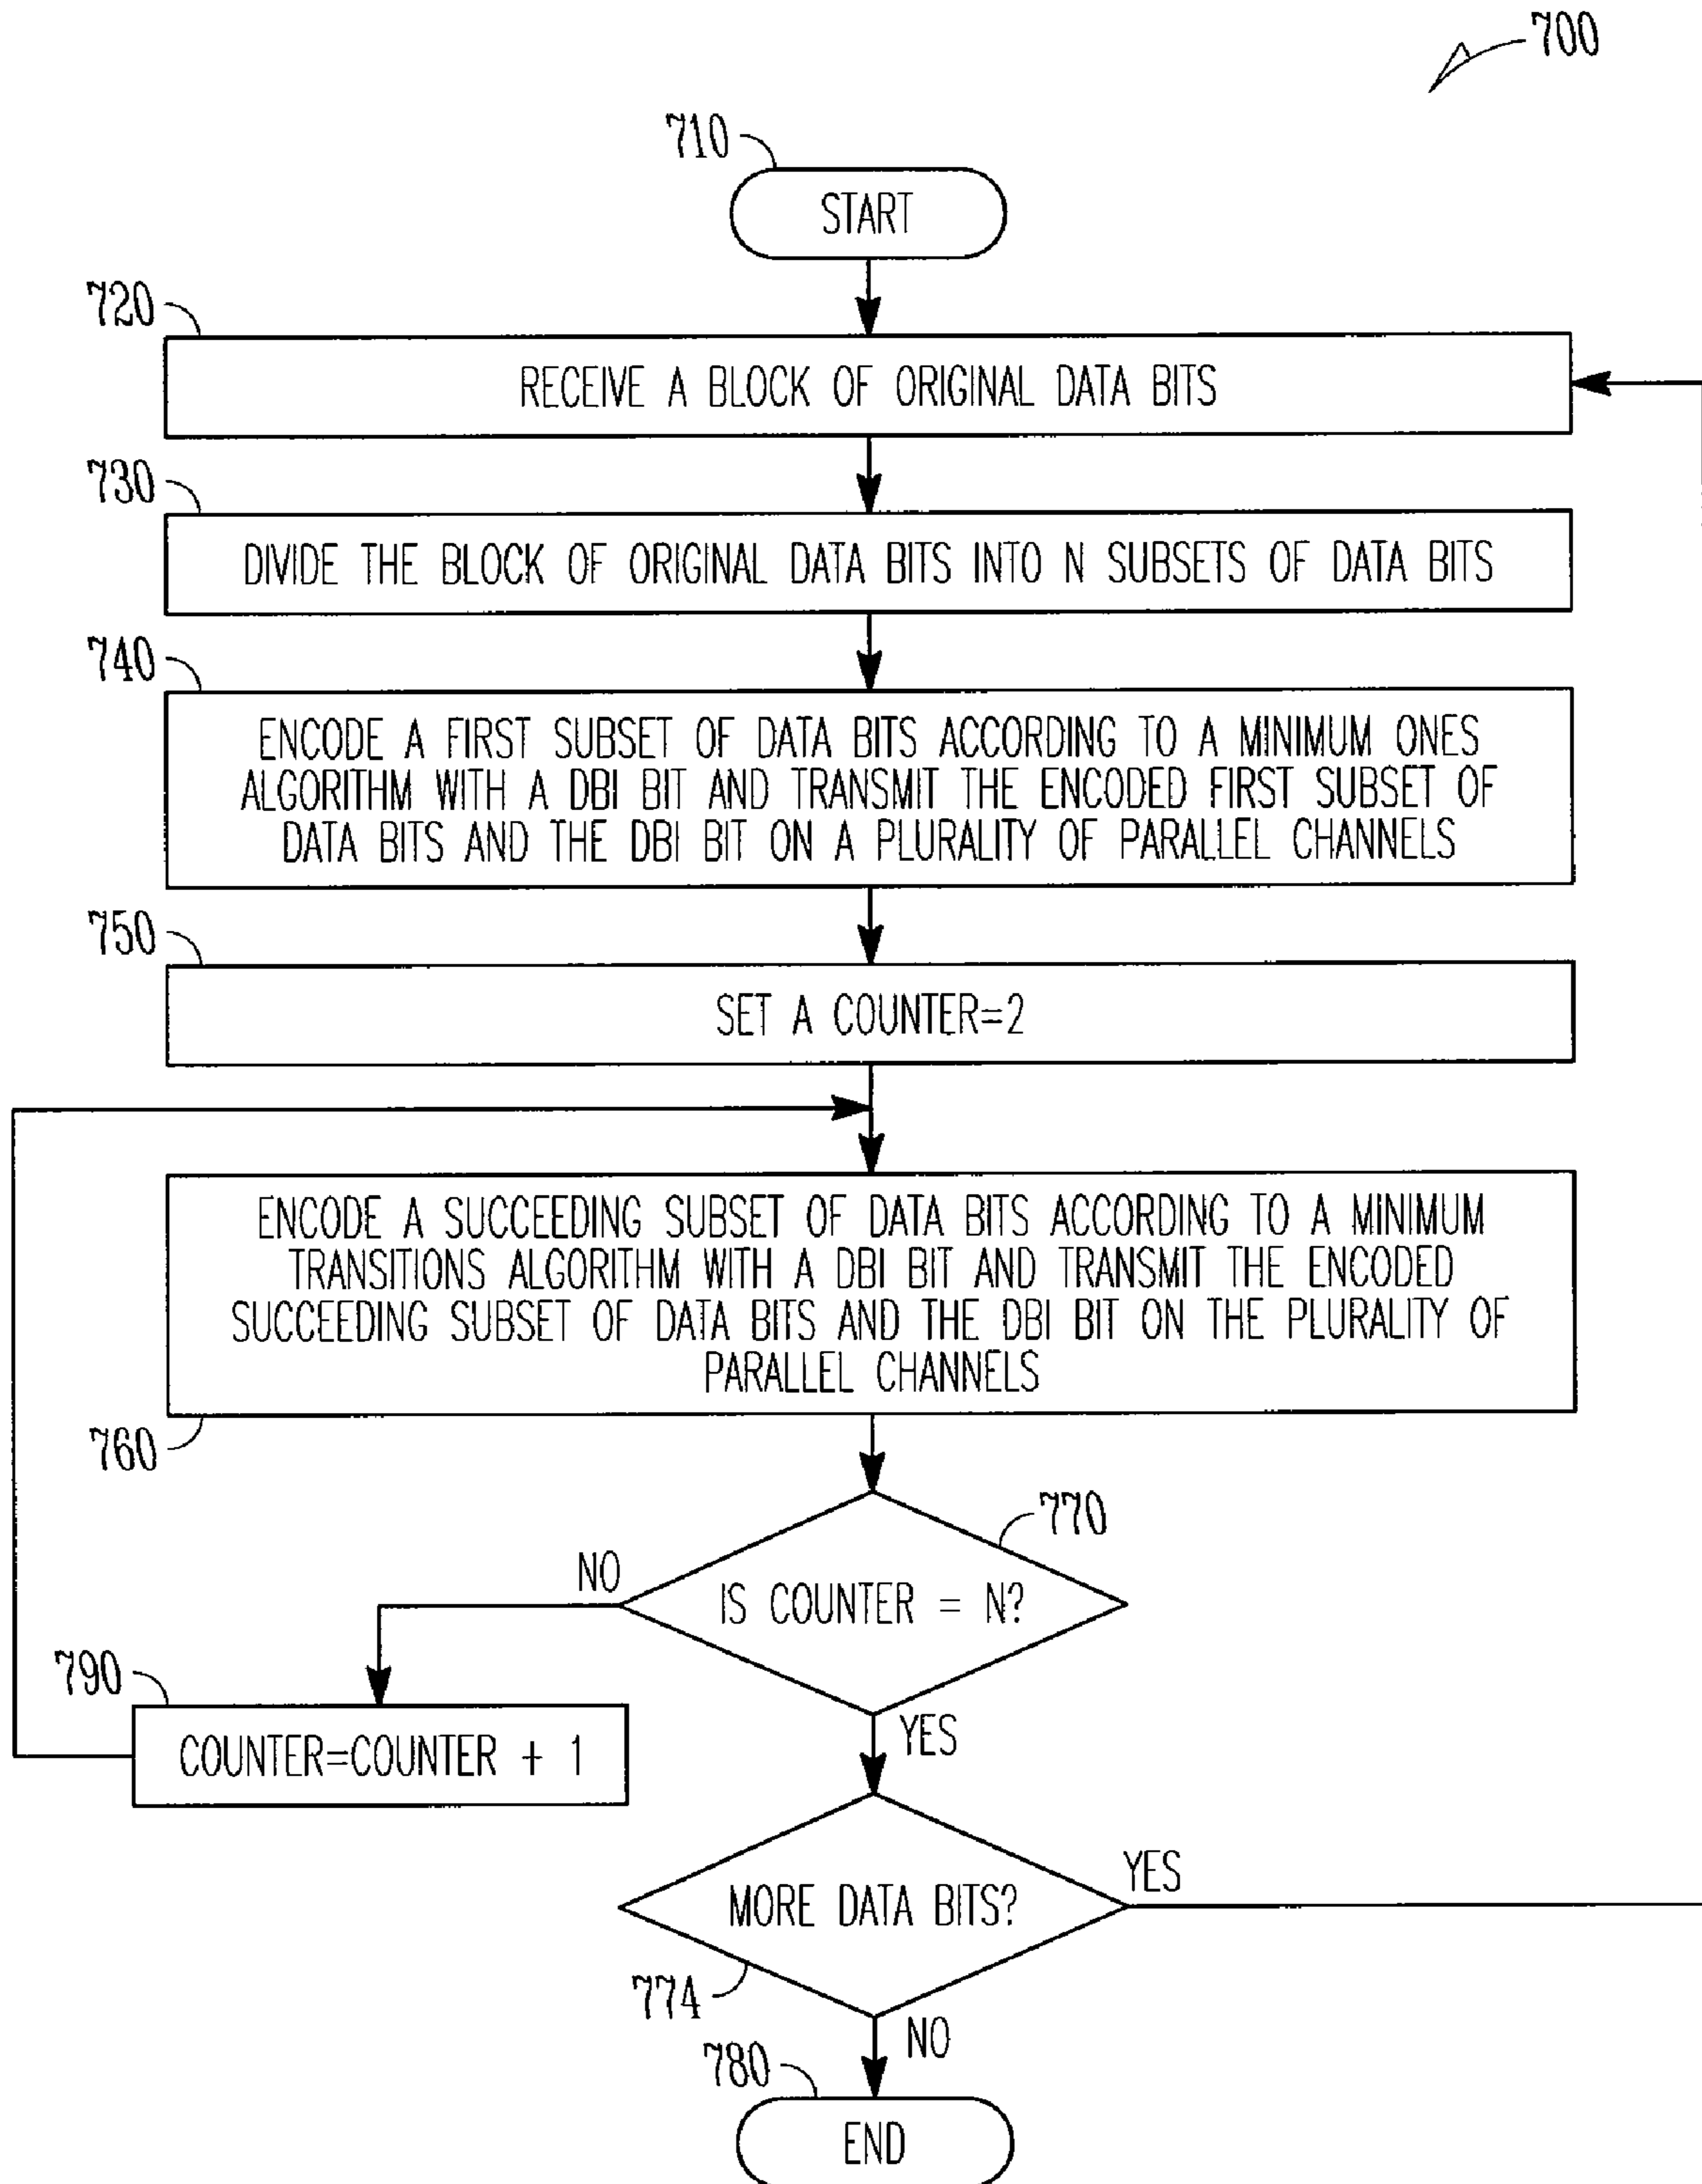 700
710
START
720
RECEIVE A BLOCK OF ORIGINAL DATA BITS
730
DIVIDE THE BLOCK OF ORIGINAL DATA BITS INTO N SUBSETS OF DATA BITS
740
ENCODE A FIRST SUBSET OF DATA BITS ACCORDING TO A MINIMUM ONES
ALGORITHM WITH A DBI BIT AND TRANSMIT THE ENCODED FIRST SUBSET OF
DATA BITS AND THE DBI BIT ON A PLURALITY OF PARALLEL CHANNELS
750
SET A COUNTER=2
ENCODE A SUCCEEDING SUBSET OF DATA BITS ACCORDING TO A MINIMUM
TRANSITIONS ALGORITHM WITH A DBI BIT AND TRANSMIT THE ENCODED
SUCCEEDING SUBSET OF DATA BITS AND THE DBI BIT ON THE PLURALITY OF
PARALLEL CHANNELS
760
770
NO
IS COUNTER = N?
790
YES
COUNTER=COUNTER + 1
YES
MORE DATA BITS?
774
NO
780
END